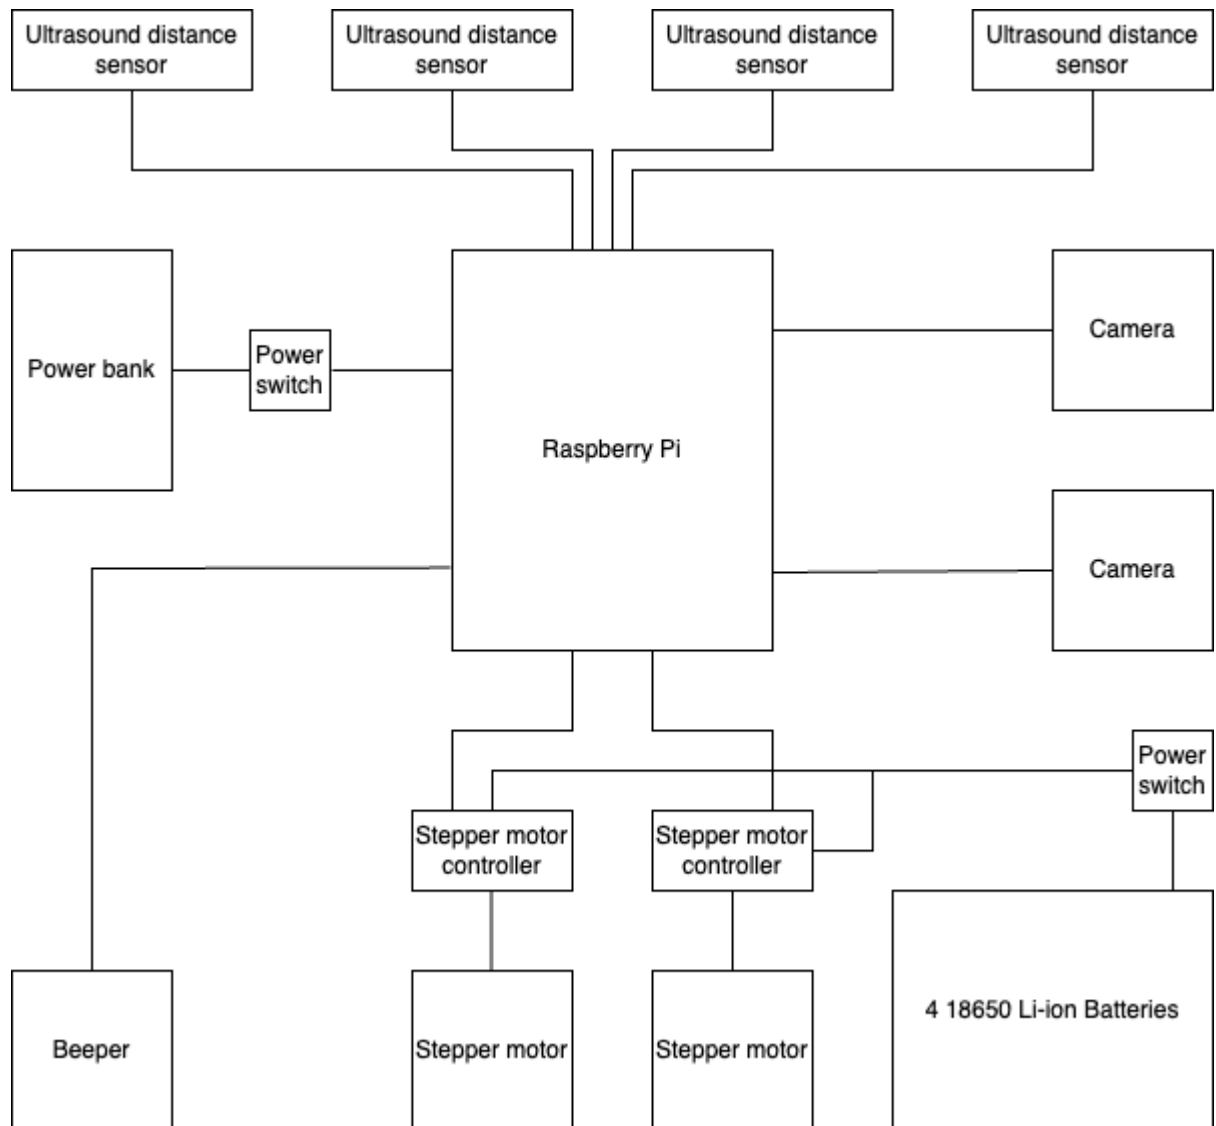 Ultrasound distance
sensor
Ultrasound distance
sensor
Ultrasound distance
sensor
Ultrasound distance
sensor
Power bank
Power
switch
Raspberry Pi
Camera
Camera
Power
switch
Stepper motor
controller
Stepper motor
controller
Beeper
Stepper motor
Stepper motor
4 18650 Li-ion Batteries